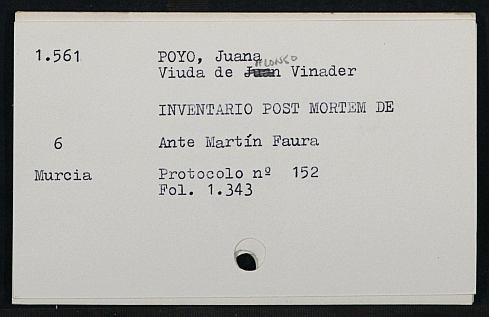 1.561 POYO, Juana
Alonso
Viuda de Juan Vinader
INVENTARIO POST MORTEM DE
6 Ante Martín Faura
Murcia Protocolo nº 152
Fol. 1.343